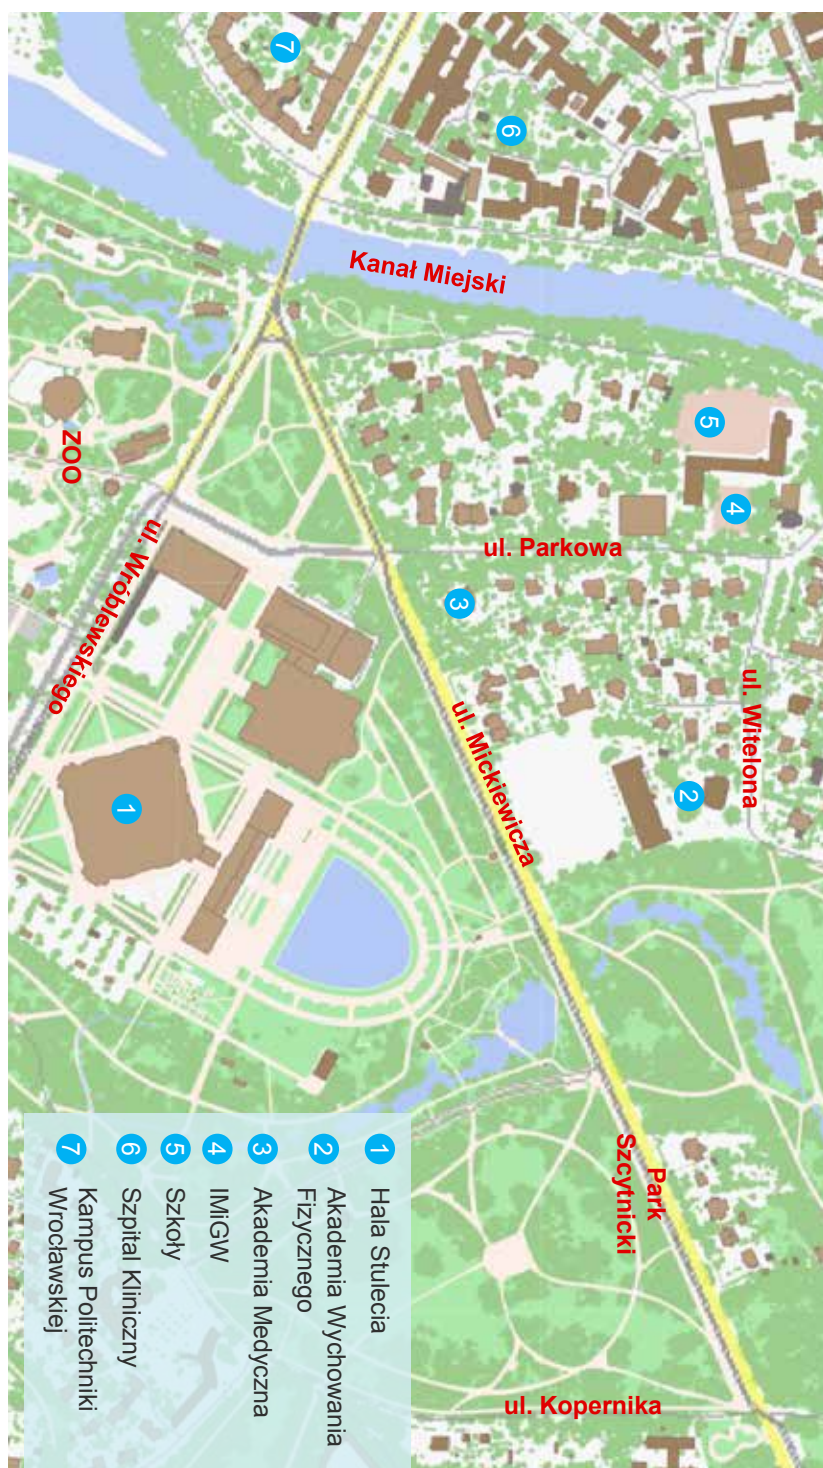 7
6
Kanał Miejski
5
4
ZOO
ul. Parkowa
ul. Wróblewskiego
3
ul. Mickiewicza
ul. Witelona
2
1
Park
Szcytnicki
ul. Kopernika
1 Hala Stulecia
2 Akademia Wychowania
Fizycznego
3 Akademia Medyczna
4 IMiGW
5 Szkoły
6 Szpital Kliniczny
7 Kampus Politechniki
Wrocławskiej